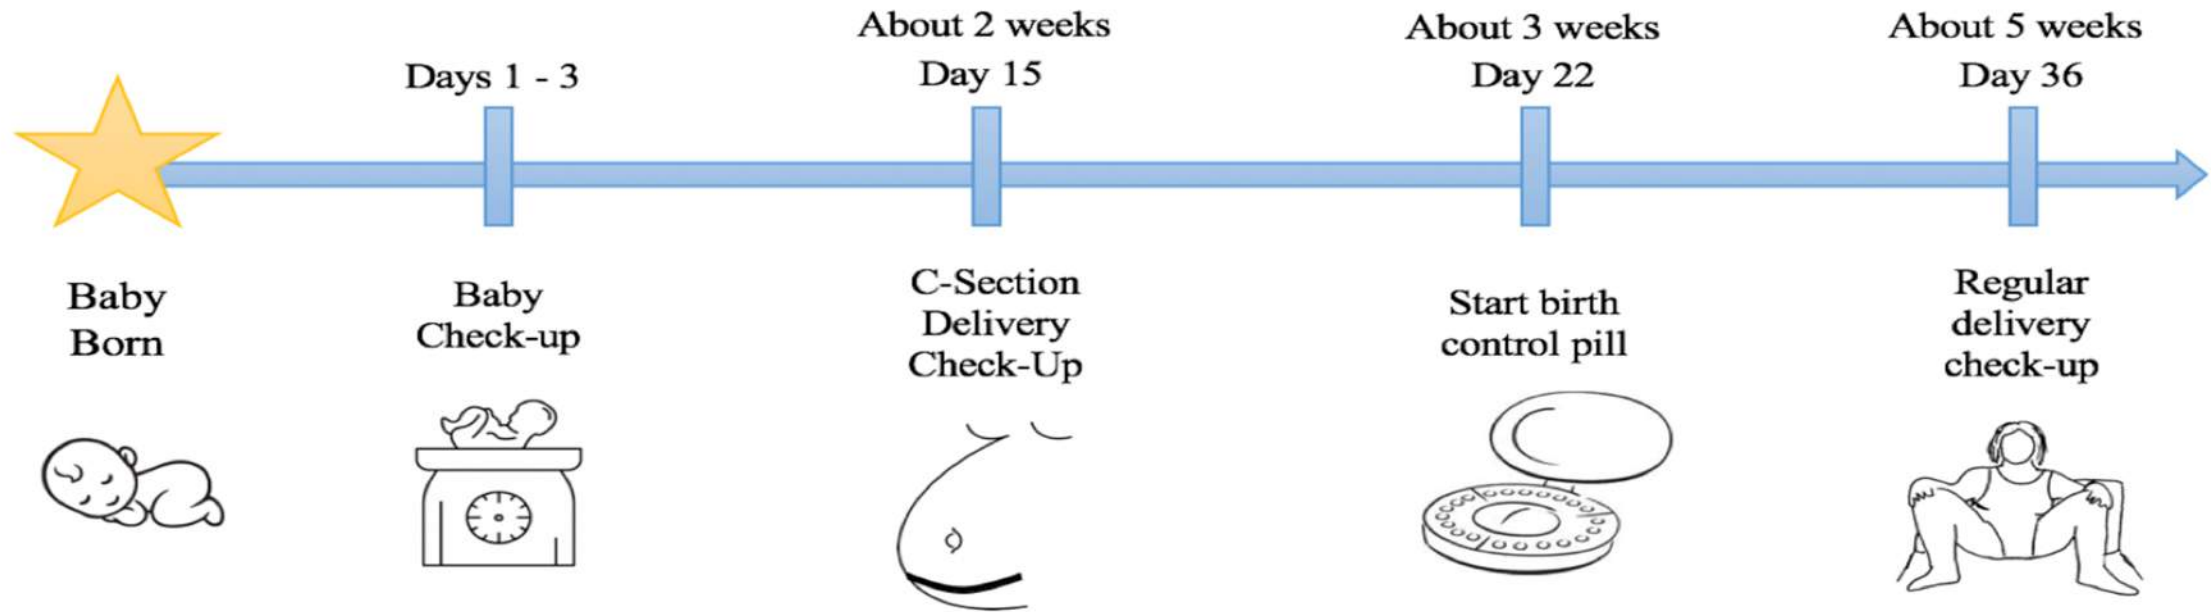 Days 1 - 3
About 2 weeks
Day 15
About 3 weeks
Day 22
About 5 weeks
Day 36
Baby
Born
Baby
Check-up
C-Section
Delivery
Check-Up
Start birth
control pill
Regular
delivery
check-up